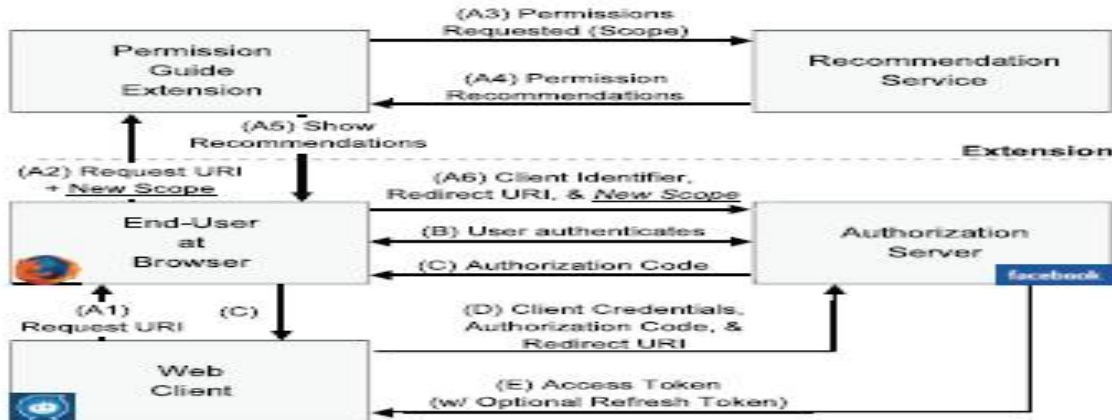 (A3) Permissions
Requested (Scope)
Permission
Guide
Extension
Recommendation
Service
(A4) Permission
Recommendations
(A5) Show
Recommendations
Extension
(A2) Request URI
+ New Scope
(A6) Client Identifier,
Redirect URI, & New Scope
End-User
at
Browser
(B) User authenticates
Authorization
Server
(C) Authorization Code
facebook
(A1)
Request URI
(C)
(D) Client Credentials,
Authorization Code, &
Redirect URI
Web
Client
(E) Access Token
(w/ Optional Refresh Token)